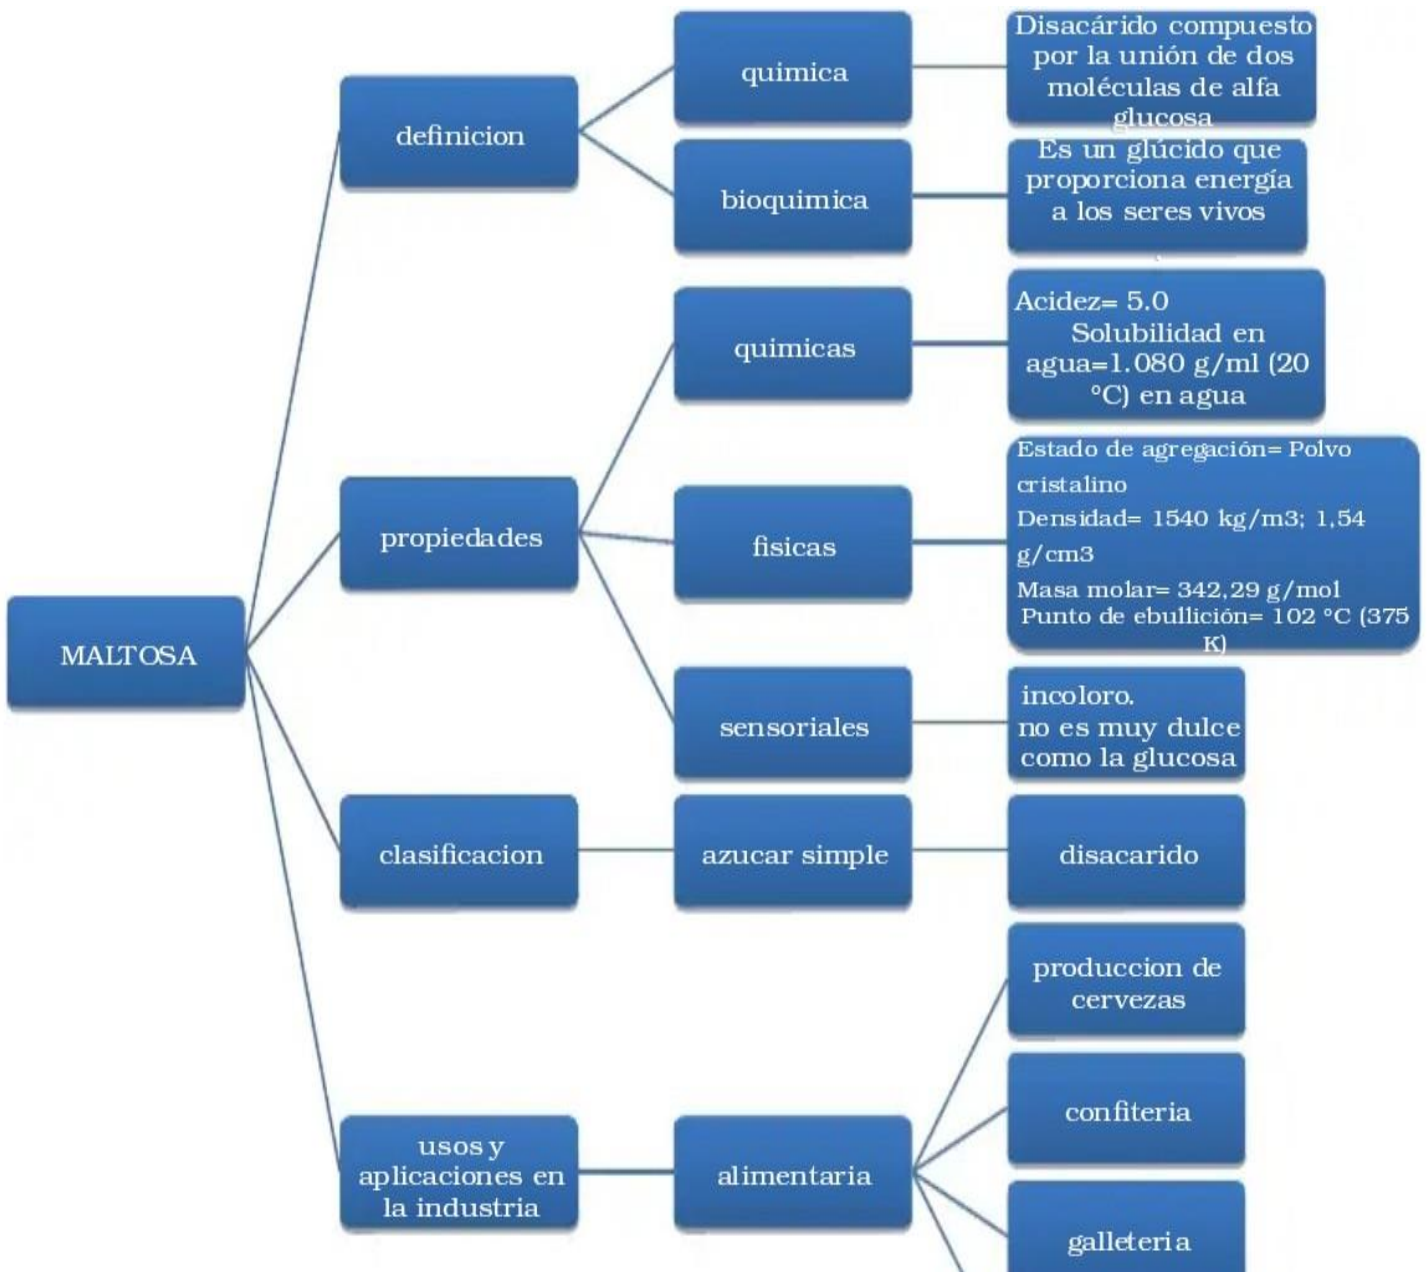 MALTOSA
definicion
quimica
Disacárido compuesto
por la unión de dos
moléculas de alfa
glucosa
bioquimica
Es un glúcido que
proporciona energía
a los seres vivos
propiedades
quimicas
Acidez= 5.0
Solubilidad en
agua=1.080 g/ml (20
°C) en agua
fisicas
Estado de agregación= Polvo
cristalino
Densidad= 1540 kg/m3; 1,54
g/cm3
Masa molar= 342,29 g/mol
Punto de ebullición= 102 °C (375
K)
sensoriales
incoloro.
no es muy dulce
como la glucosa
clasificacion
azucar simple
disacarido
usos y
aplicaciones en
la industria
alimentaria
produccion de
cervezas
confiteria
galleteria